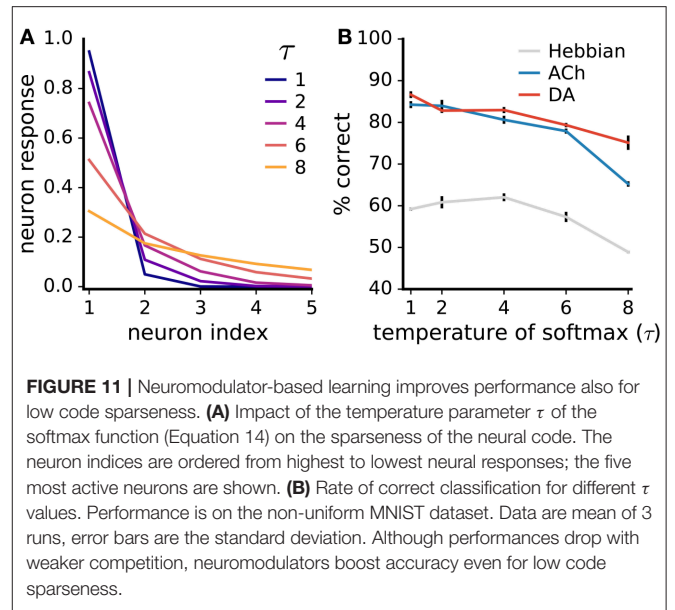 A
1.0
0.8
0.6
0.4
0.2
0.0
neuron response
1 2 3 4 5
neuron index
τ
1
2
4
6
8
B
100
90
80
70
60
50
40
% correct
Hebbian
ACh
DA
1 2 4 6 8
temperature of softmax (τ)
FIGURE 11 | Neuromodulator-based learning improves performance also for
low code sparseness. (A) Impact of the temperature parameter τ of the
softmax function (Equation 14) on the sparseness of the neural code. The
neuron indices are ordered from highest to lowest neural responses; the five
most active neurons are shown. (B) Rate of correct classification for different τ
values. Performance is on the non-uniform MNIST dataset. Data are mean of 3
runs, error bars are the standard deviation. Although performances drop with
weaker competition, neuromodulators boost accuracy even for low code
sparseness.